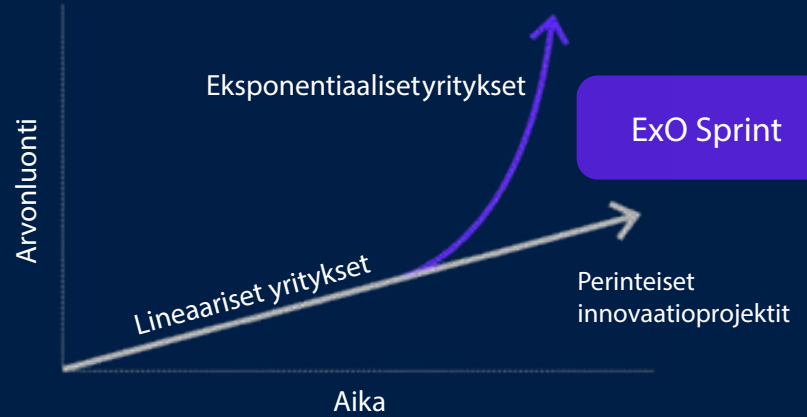 Eksponentiaalisetyritykset
ExO Sprint
Arvonluonti
Lineaariset yritykset
Perinteiset
innovaatioprojektit
Aika